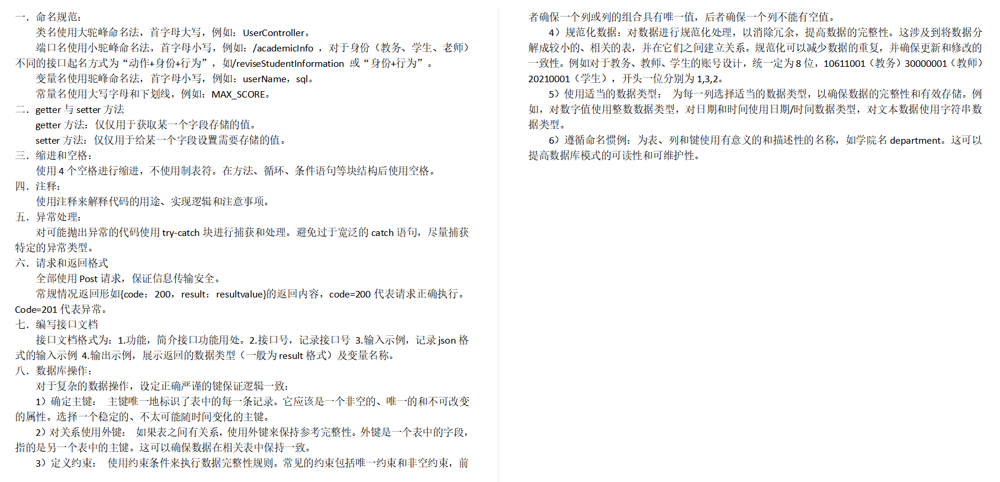 一．命名规范：
类名使用大驼峰命名法，首字母大写，例如：UserController。
端口名使用小驼峰命名法，首字母小写，例如：/academicInfo ，对于身份（教务、学生、老师）
不同的接口起名方式为“动作+身份+行为”，如/reviseStudentInformation 或“身份+行为”。
变量名使用驼峰命名法，首字母小写，例如：userName，sql。
常量名使用大写字母和下划线，例如：MAX_SCORE。
二．getter 与 setter 方法
getter 方法：仅仅用于获取某一个字段存储的值。
setter 方法：仅仅用于给某一个字段设置需要存储的值。
三．缩进和空格：
使用 4 个空格进行缩进，不使用制表符。在方法、循环、条件语句等块结构后使用空格。
四．注释：
使用注释来解释代码的用途、实现逻辑和注意事项。
五．异常处理：
对可能抛出异常的代码使用 try-catch 块进行捕获和处理。避免过于宽泛的 catch 语句，尽量捕获
特定的异常类型。
六．请求和返回格式
全部使用 Post 请求，保证信息传输安全。
常规情况返回形如{code：200，result：resultvalue}的返回内容，code=200 代表请求正确执行。
Code=201 代表异常。
七．编写接口文档
接口文档格式为：1.功能，简介接口功能用处。2.接口号，记录接口号 3.输入示例，记录 json 格
式的输入示例 4.输出示例，展示返回的数据类型（一般为 result 格式）及变量名称。
八．数据库操作：
对于复杂的数据操作，设定正确严谨的键保证逻辑一致：
1）确定主键： 主键唯一地标识了表中的每一条记录。它应该是一个非空的、唯一的和不可改变
的属性。选择一个稳定的、不太可能随时间变化的主键。
2）对关系使用外键： 如果表之间有关系，使用外键来保持参考完整性。外键是一个表中的字段，
指的是另一个表中的主键。这可以确保数据在相关表中保持一致。
3）定义约束： 使用约束条件来执行数据完整性规则。常见的约束包括唯一约束和非空约束，前
者确保一个列或列的组合具有唯一值，后者确保一个列不能有空值。
4）规范化数据：对数据进行规范化处理，以消除冗余，提高数据的完整性。这涉及到将数据分
解成较小的、相关的表，并在它们之间建立关系。规范化可以减少数据的重复，并确保更新和修改的
一致性。例如对于教务、教师、学生的账号设计，统一定为 8 位，10611001（教务）30000001（教师）
20210001（学生），开头一位分别为 1,3,2。
5）使用适当的数据类型： 为每一列选择适当的数据类型，以确保数据的完整性和有效存储。例
如，对数字值使用整数数据类型，对日期和时间使用日期/时间数据类型，对文本数据使用字符串数
据类型。
6）遵循命名惯例：为表、列和键使用有意义的和描述性的名称，如学院名 department。这可以
提高数据库模式的可读性和可维护性。